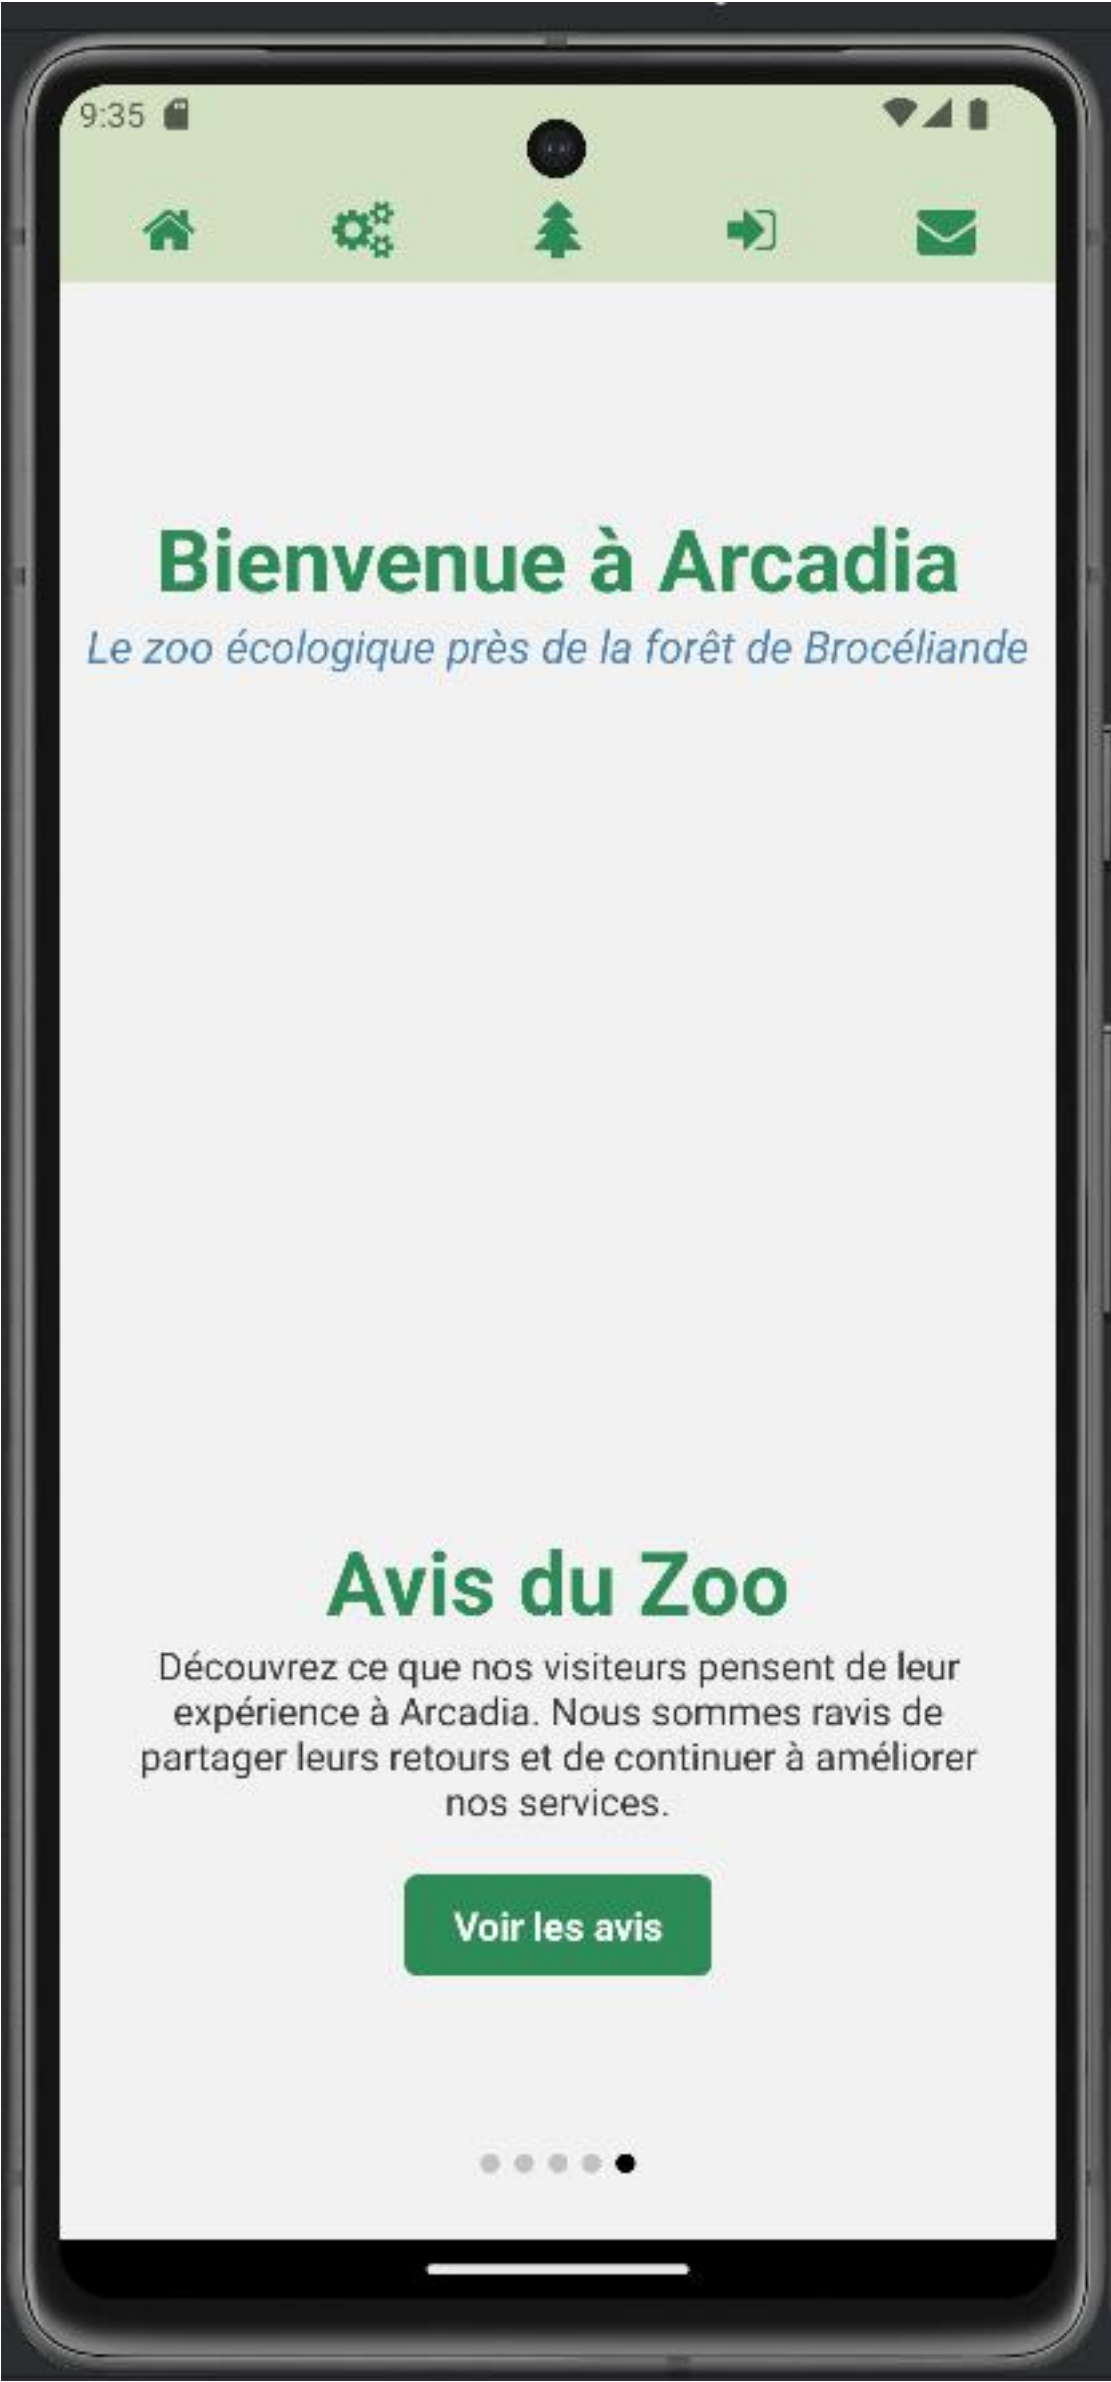 9:35
Bienvenue à Arcadia
Le zoo écologique près de la forêt de Brocéliande
Avis du Zoo
Découvrez ce que nos visiteurs pensent de leur
expérience à Arcadia. Nous sommes ravis de
partager leurs retours et de continuer à améliorer
nos services.
Voir les avis